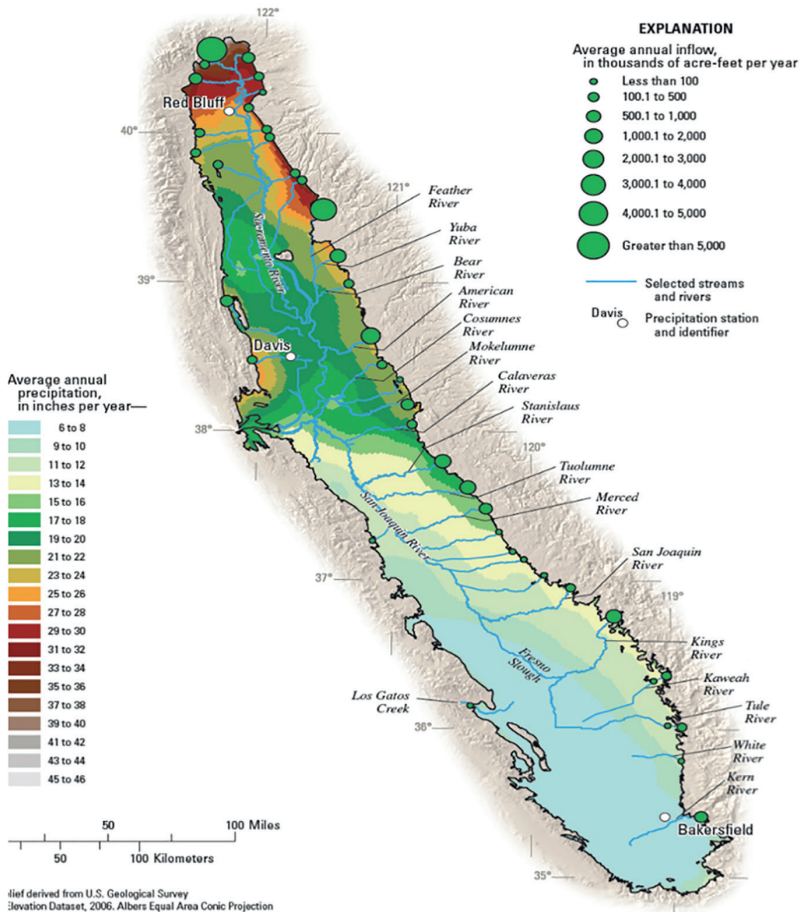 122°
EXPLANATION
Average annual inflow,
in thousands of acre-feet per year
Less than 100
100.1 to 500
500.1 to 1,000
1,000.1 to 2,000
2,000.1 to 3,000
3,000.1 to 4,000
4,000.1 to 5,000
Greater than 5,000
Selected streams
and rivers
Davis
Precipitation station
and identifier
Red Bluff
40°
121°
Feather
River
Yuba
River
Bear
River
American
River
Cosumnes
River
Mokelumne
River
Calaveras
River
Stanislaus
River
Sacramento River
39°
Davis
38°
120°
Tuolumne
River
Merced
River
San Joaquin River
San Joaquin
River
37°
119°
Kings
River
Fresno
Slough
Kaweah
River
Los Gatos
Creek
Tule
River
36°
White
River
Kern
River
Bakersfield
35°
Average annual
precipitation,
in inches per year—
6 to 8
9 to 10
11 to 12
13 to 14
15 to 16
17 to 18
19 to 20
21 to 22
23 to 24
25 to 26
27 to 28
29 to 30
31 to 32
33 to 34
35 to 36
37 to 38
39 to 40
41 to 42
43 to 44
45 to 46
50 100 Miles
50 100 Kilometers
lief derived from U.S. Geological Survey
Elevation Dataset, 2006. Albers Equal Area Conic Projection